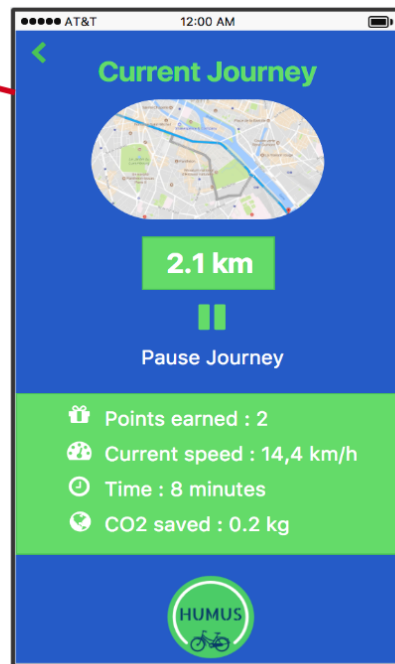 AT&T 12:00 AM
Current Journey
2.1 km
Pause Journey
Points earned : 2
Current speed : 14,4 km/h
Time : 8 minutes
CO2 saved : 0.2 kg
HUMUS